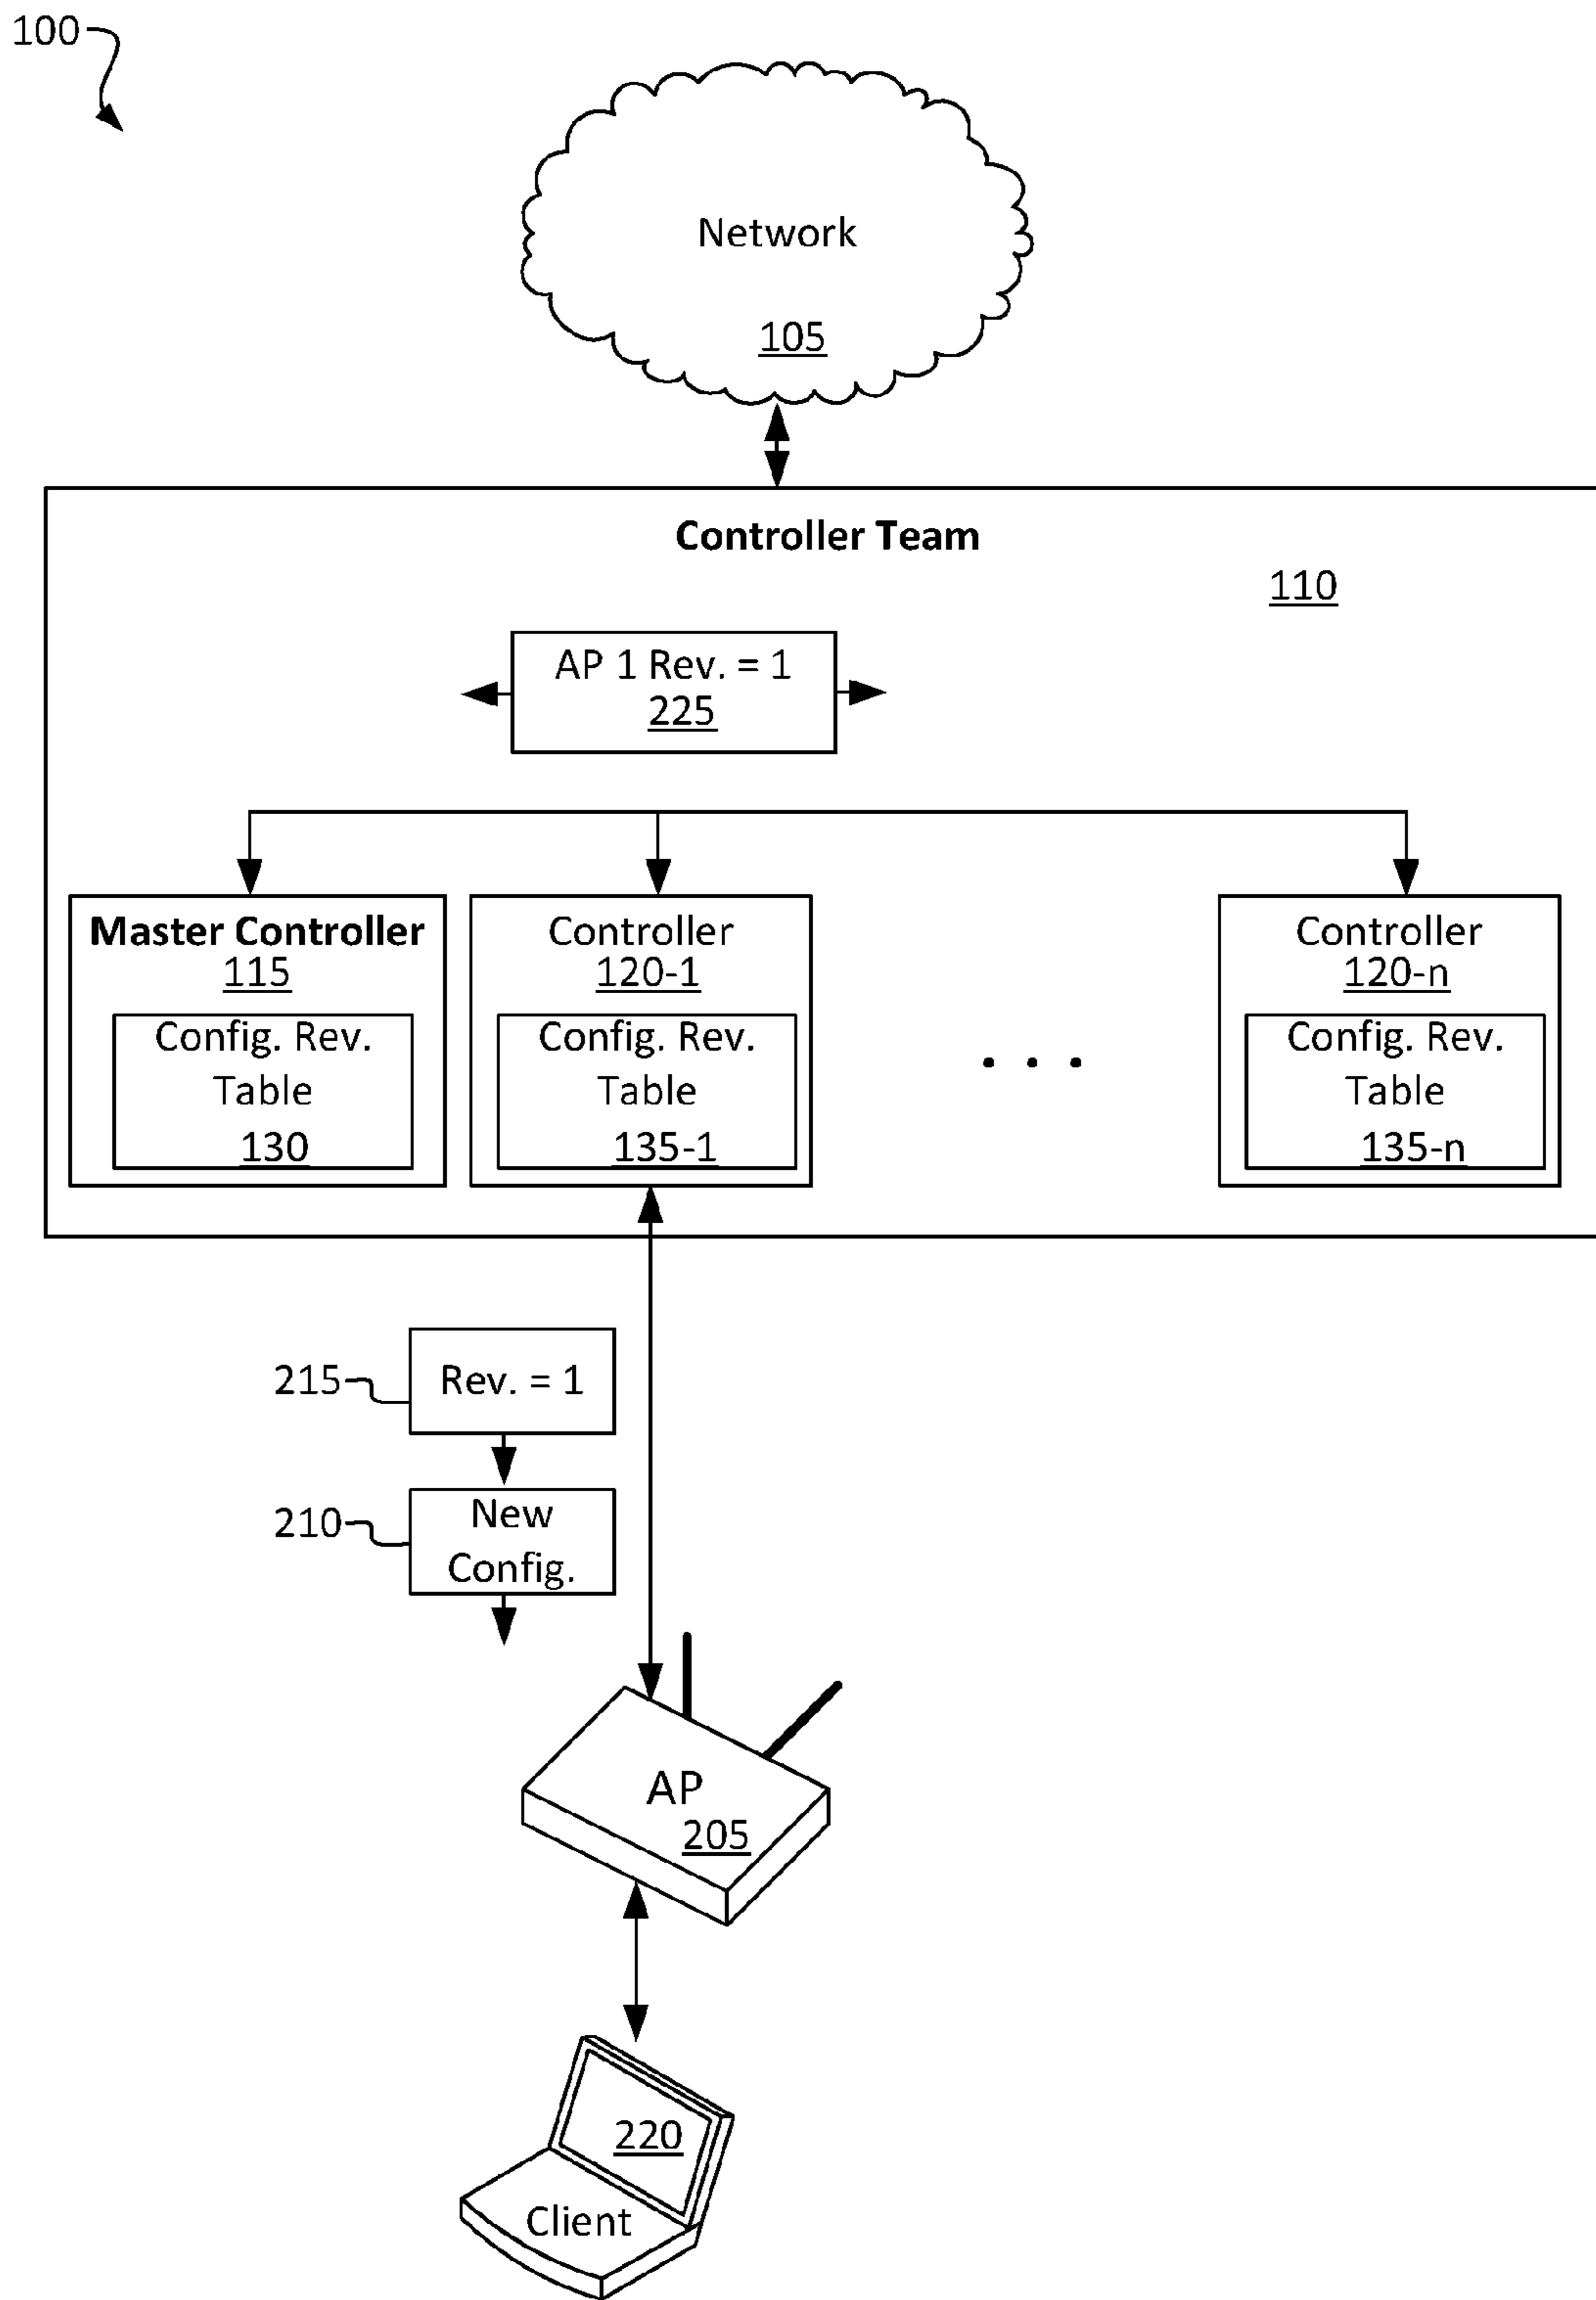 100
Network
105
Controller Team
110
AP 1 Rev. = 1
225
Master Controller
115
Config. Rev.
Table
130
Controller
120-1
Config. Rev.
Table
135-1
. . .
Controller
120-n
Config. Rev.
Table
135-n
215
Rev. = 1
210
New
Config.
AP
205
220
Client